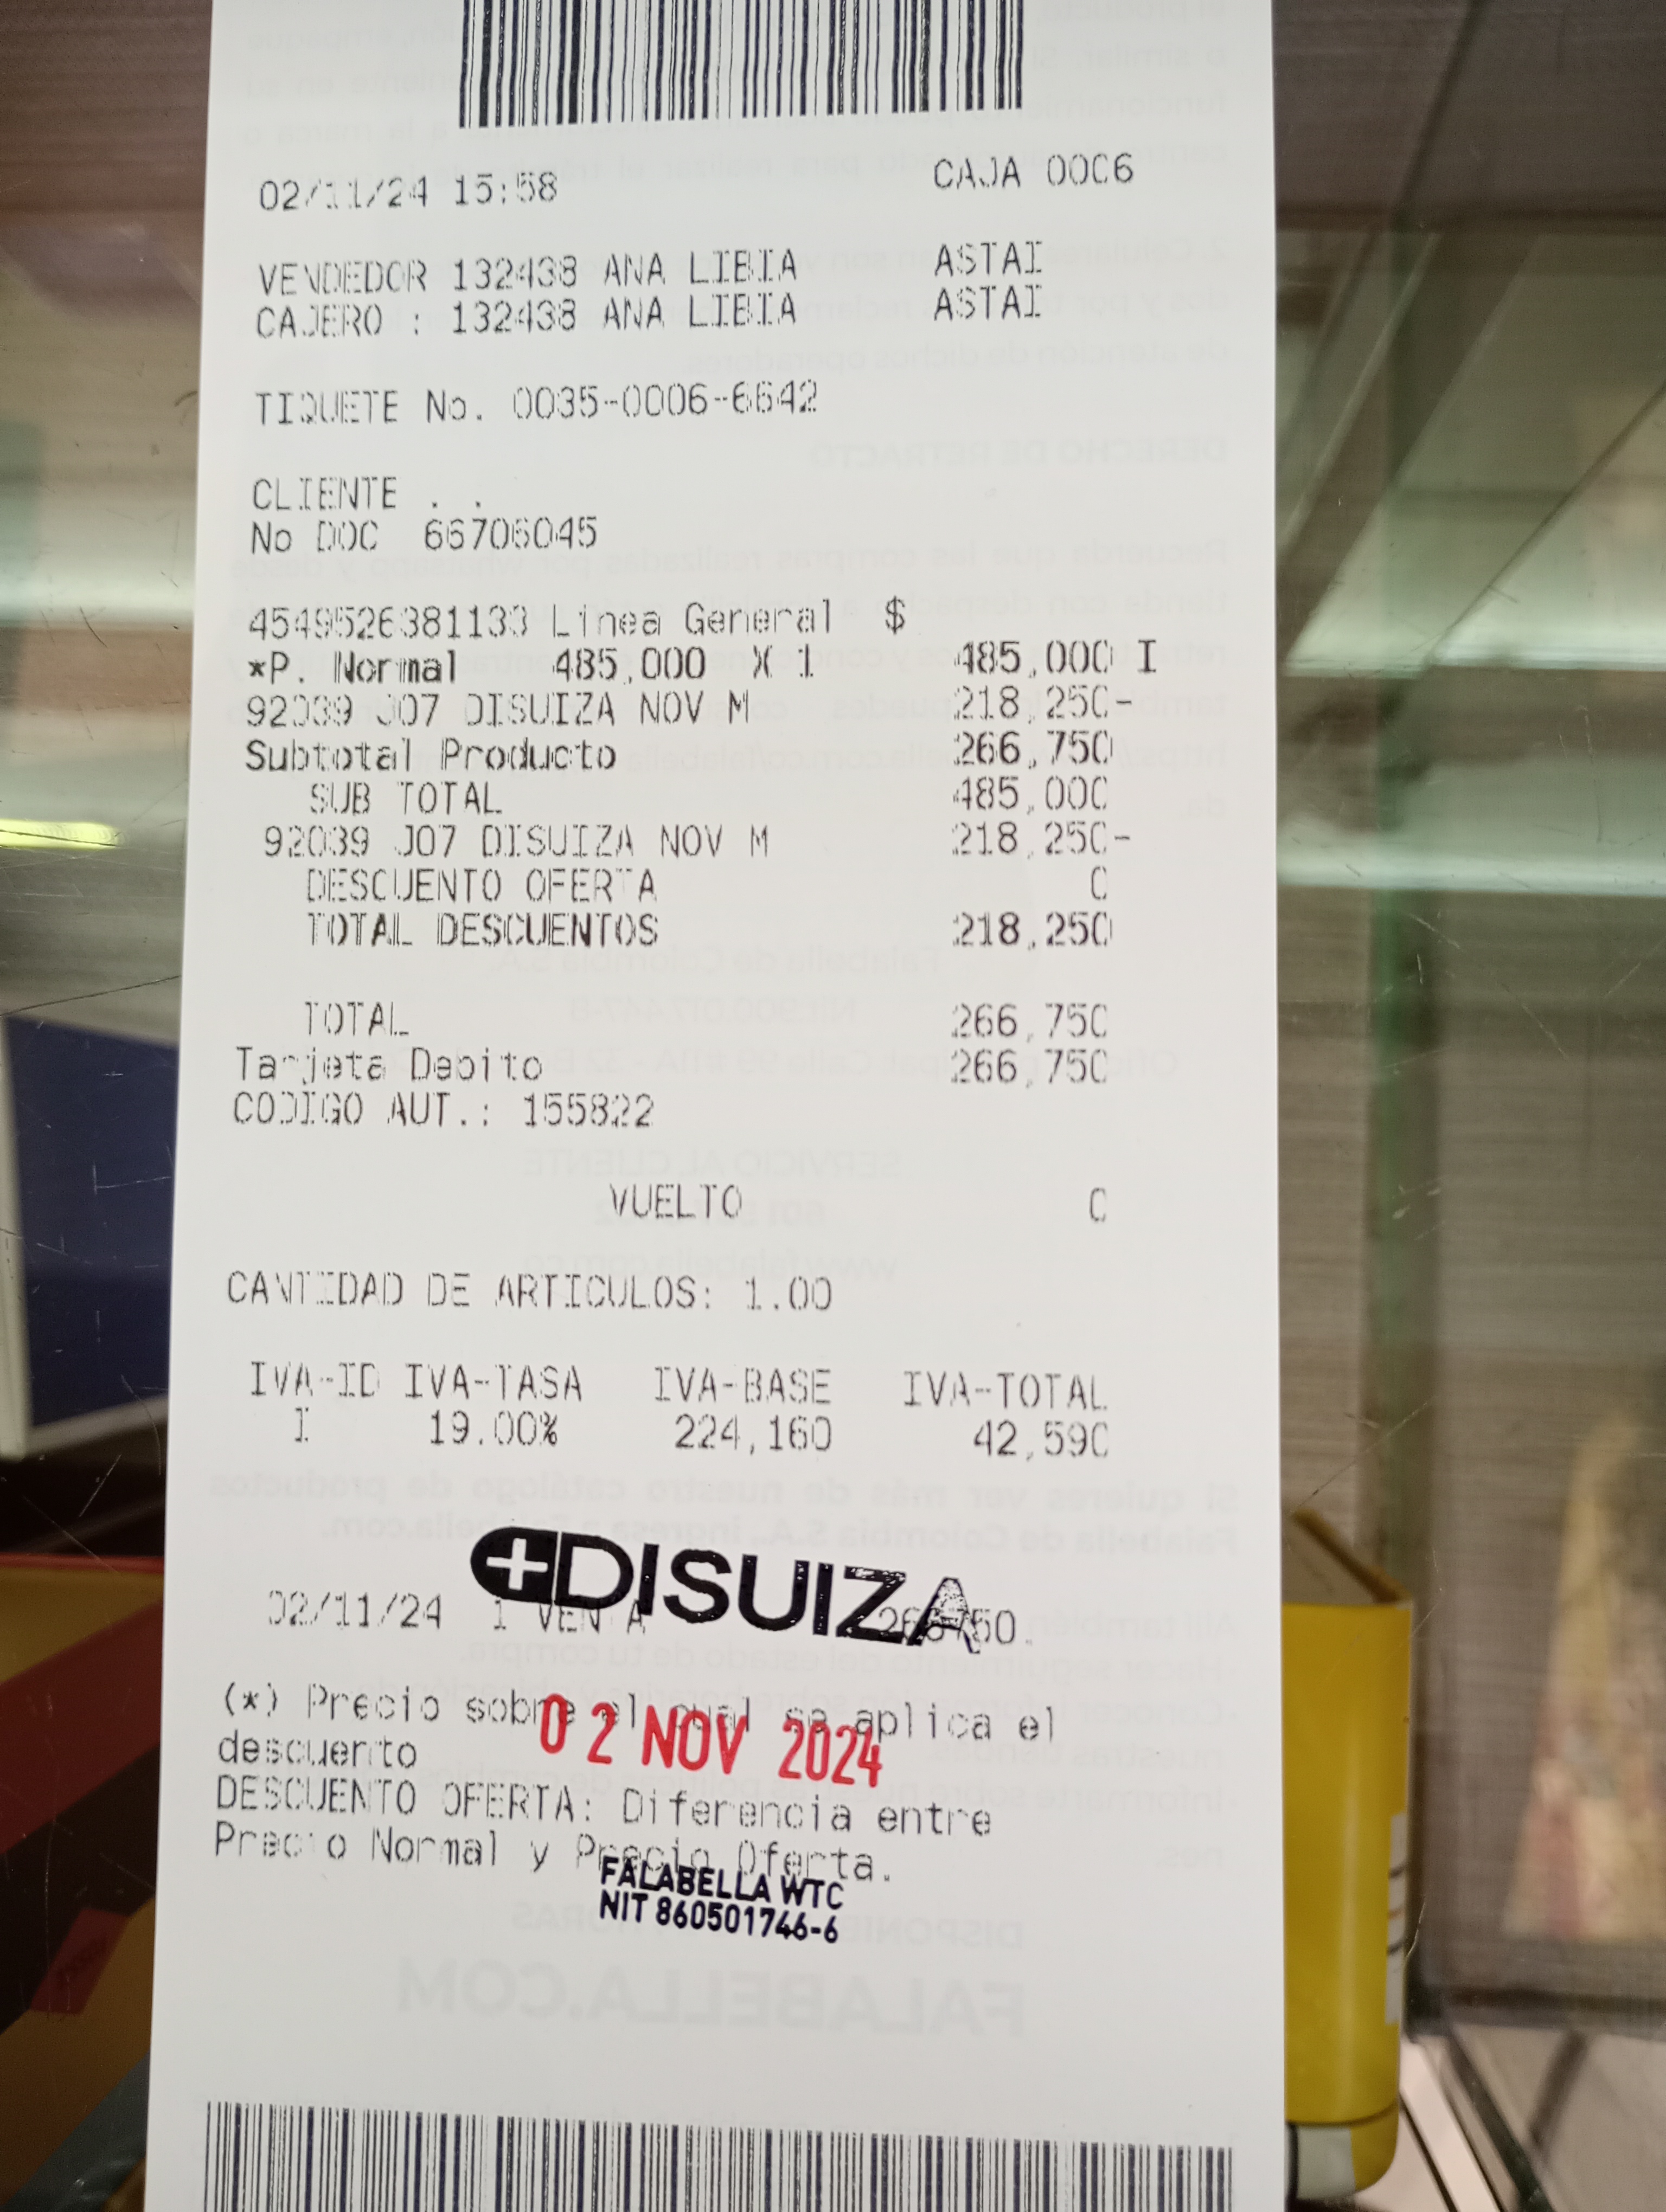 02/11/24 15:58 CAJA 0006
VENDEDOR 132438 ANA LIBIA ASTAI
CAJERO : 132438 ANA LIBIA ASTAI
TIQUETE No. 0035-0006-6642
CLIENTE . .
No DOC 66706045
4549526381133 Linea General $
*P. Normal 485,000 X 1 485,000 I
92039 J07 DISUIZA NOV M 218,250-
Subtotal Producto 266,750
SUB TOTAL 485,000
92039 J07 DISUIZA NOV M 218,250-
DESCUENTO OFERTA 0
TOTAL DESCUENTOS 218,250
TOTAL 266,750
Tarjeta Debito 266,750
CODIGO AUT.: 155822
VUELTO 0
CANTIDAD DE ARTICULOS: 1.00
IVA-ID IVA-TASA IVA-BASE IVA-TOTAL
I 19.00% 224,160 42,590
DISUIZA
02/11/24 1 VENTA 266750.
(*) Precio sobre el cual se aplica el
02 NOV 2024
descuento
DESCUENTO OFERTA: Diferencia entre
Precio Normal y Precio Oferta.
FALABELLA WTC
NIT 860501746-6